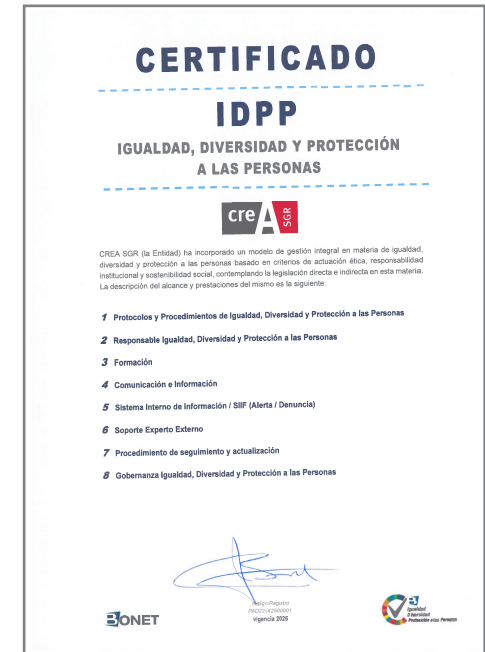 CERTIFICADO
IDPP
IGUALDAD, DIVERSIDAD Y PROTECCIÓN
A LAS PERSONAS
creA SGR
CREA SGR (la Entidad) ha incorporado un modelo de gestión integral en materia de igualdad,
diversidad y protección a las personas basado en criterios de actuación ética, responsabilidad
institucional y sostenibilidad social, contemplando la legislación directa e indirecta en esta materia.
La descripción del alcance y prestaciones del mismo es la siguiente:
1 Protocolos y Procedimientos de Igualdad, Diversidad y Protección a las Personas
2 Responsable Igualdad, Diversidad y Protección a las Personas
3 Formación
4 Comunicación e Información
5 Sistema Interno de Información / SIIF (Alerta / Denuncia)
6 Soporte Experto Externo
7 Procedimiento de seguimiento y actualización
8 Gobernanza Igualdad, Diversidad y Protección a las Personas
vigencia 2026
BONET
Igualdad
Diversidad
Protección a las Personas